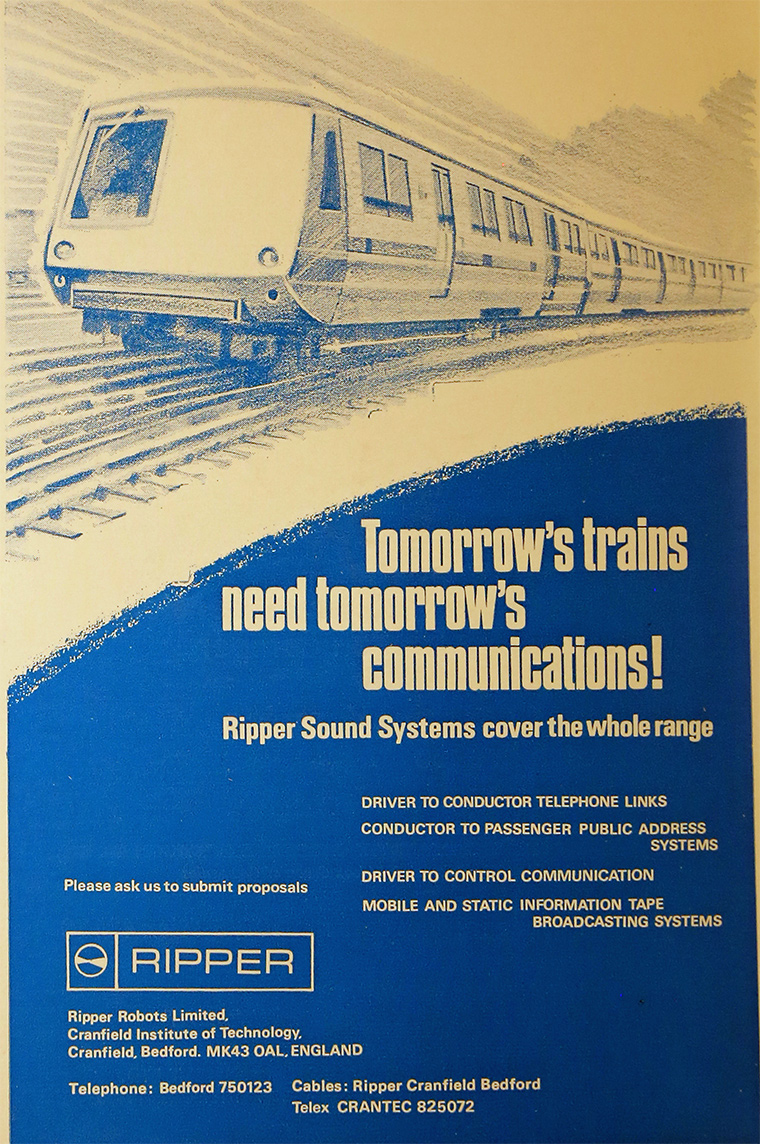 Tomorrow's trains
need tomorrow's
communications!
Ripper Sound Systems cover the whole range
DRIVER TO CONDUCTOR TELEPHONE LINKS
CONDUCTOR TO PASSENGER PUBLIC ADDRESS
SYSTEMS
DRIVER TO CONTROL COMMUNICATION
MOBILE AND STATIC INFORMATION TAPE
BROADCASTING SYSTEMS
Please ask us to submit proposals
RIPPER
Ripper Robots Limited,
Cranfield Institute of Technology,
Cranfield, Bedford. MK43 OAL, ENGLAND
Telephone: Bedford 750123 Cables: Ripper Cranfield Bedford
Telex CRANTEC 825072